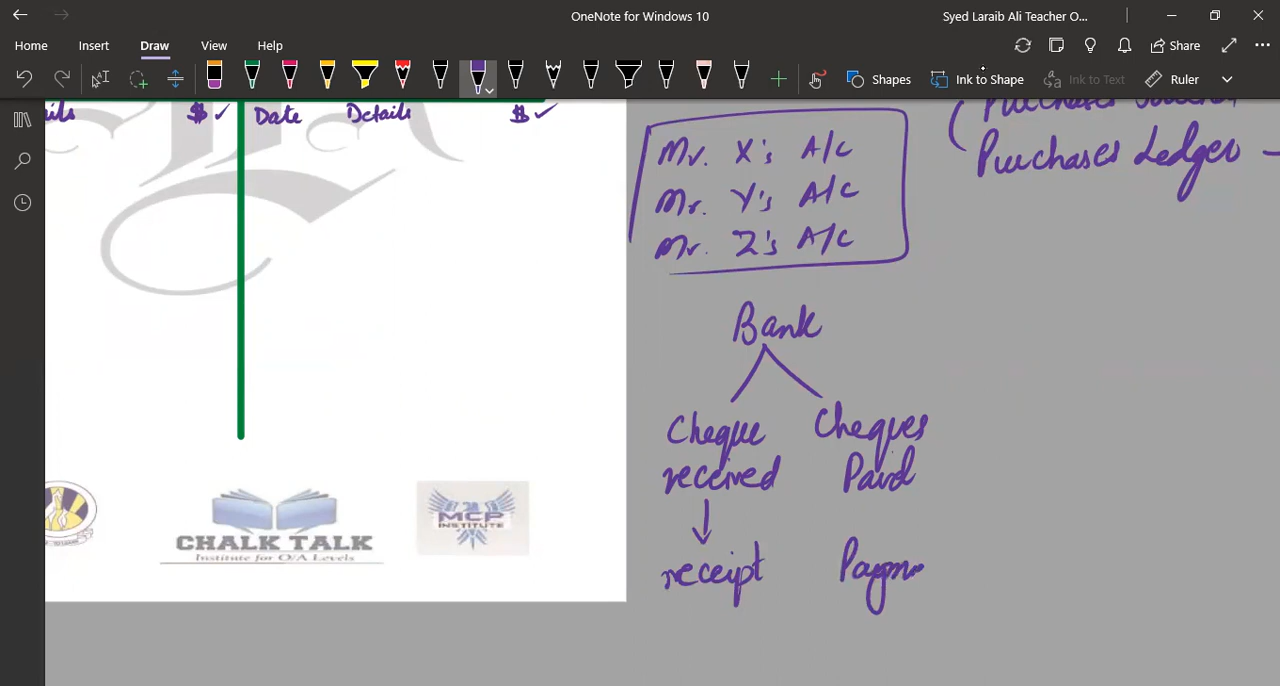 OneNote for Windows 10
Syed Laraib Ali Teacher O...
Home
Insert
Draw
View
Help
Share
Shapes
Ink to Shape
Ink to Text
Ruler
$ ✓
Date
Details
$ ✓
Mr. X's A/C
Mr. Y's A/C
Mr. Z's A/C
Purchases
Purchases Ledger
Bank
Cheque
received
Cheques
Paid
receipt
Paym
CHALK TALK
Institute for O/A Levels
MCP
INSTITUTE